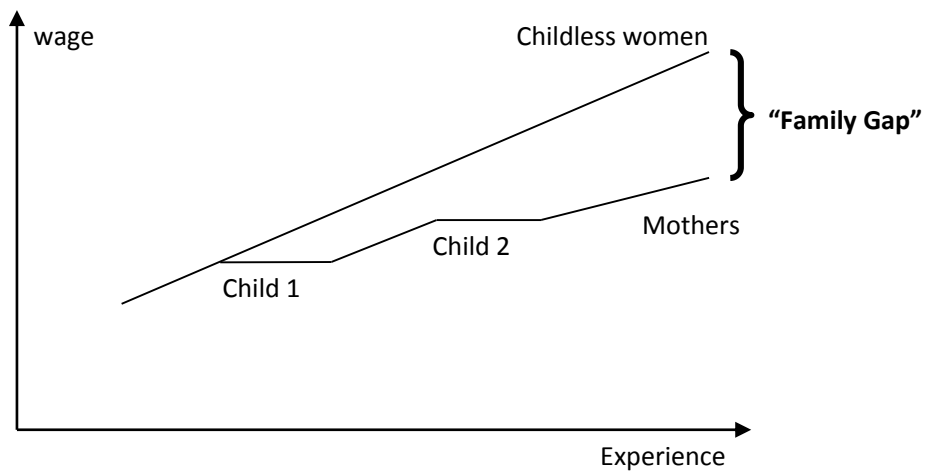 wage
Childless women
“Family Gap”
Mothers
Child 2
Child 1
Experience